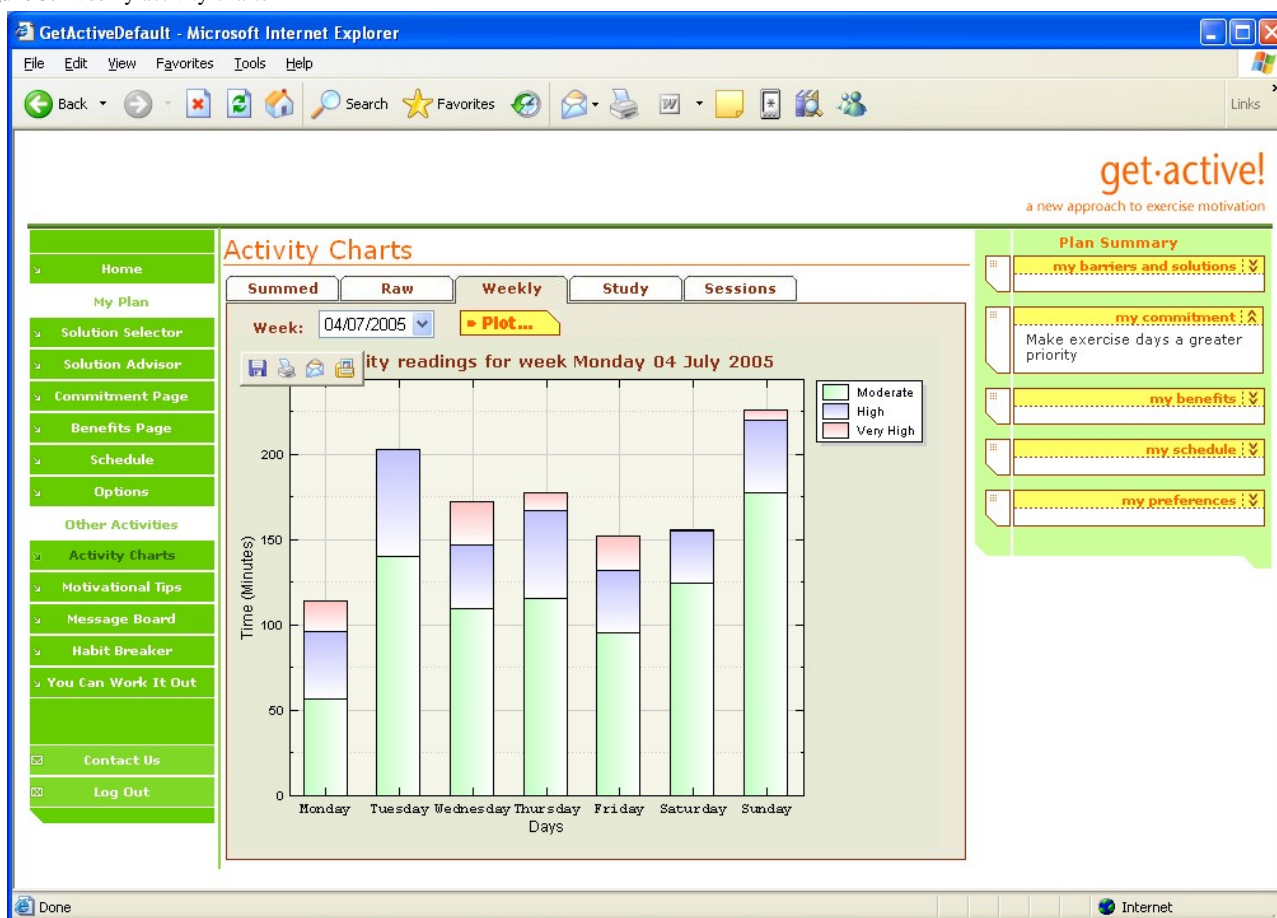 GetActiveDefault - Microsoft Internet Explorer
File Edit View Favorites Tools Help
Back Search Favorites Links
get·active!
a new approach to exercise motivation
Home
My Plan
Solution Selector
Solution Advisor
Commitment Page
Benefits Page
Schedule
Options
Other Activities
Activity Charts
Motivational Tips
Message Board
Habit Breaker
You Can Work It Out
Contact Us
Log Out
Activity Charts
Summed Raw Weekly Study Sessions
Week: 04/07/2005 Plot...
ity readings for week Monday 04 July 2005
Moderate
High
Very High
Time (Minutes)
200
150
100
50
0
Monday Tuesday Wednesday Thursday Friday Saturday Sunday
Days
Plan Summary
my barriers and solutions
my commitment
Make exercise days a greater
priority
my benefits
my schedule
my preferences
Done Internet